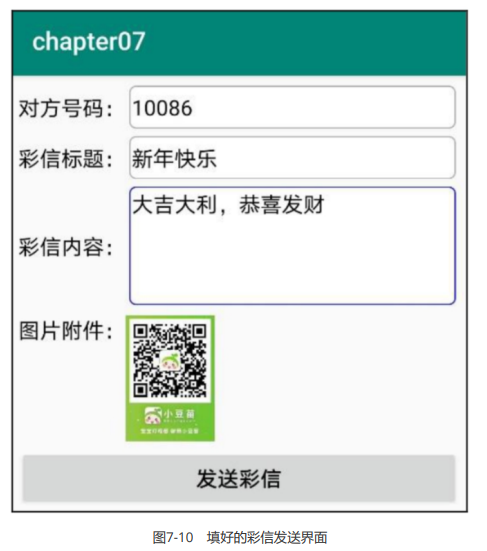 chapter07
对方号码：10086
彩信标题：新年快乐
彩信内容：大吉大利，恭喜发财
图片附件：
小豆苗
发送彩信
图7-10 填好的彩信发送界面